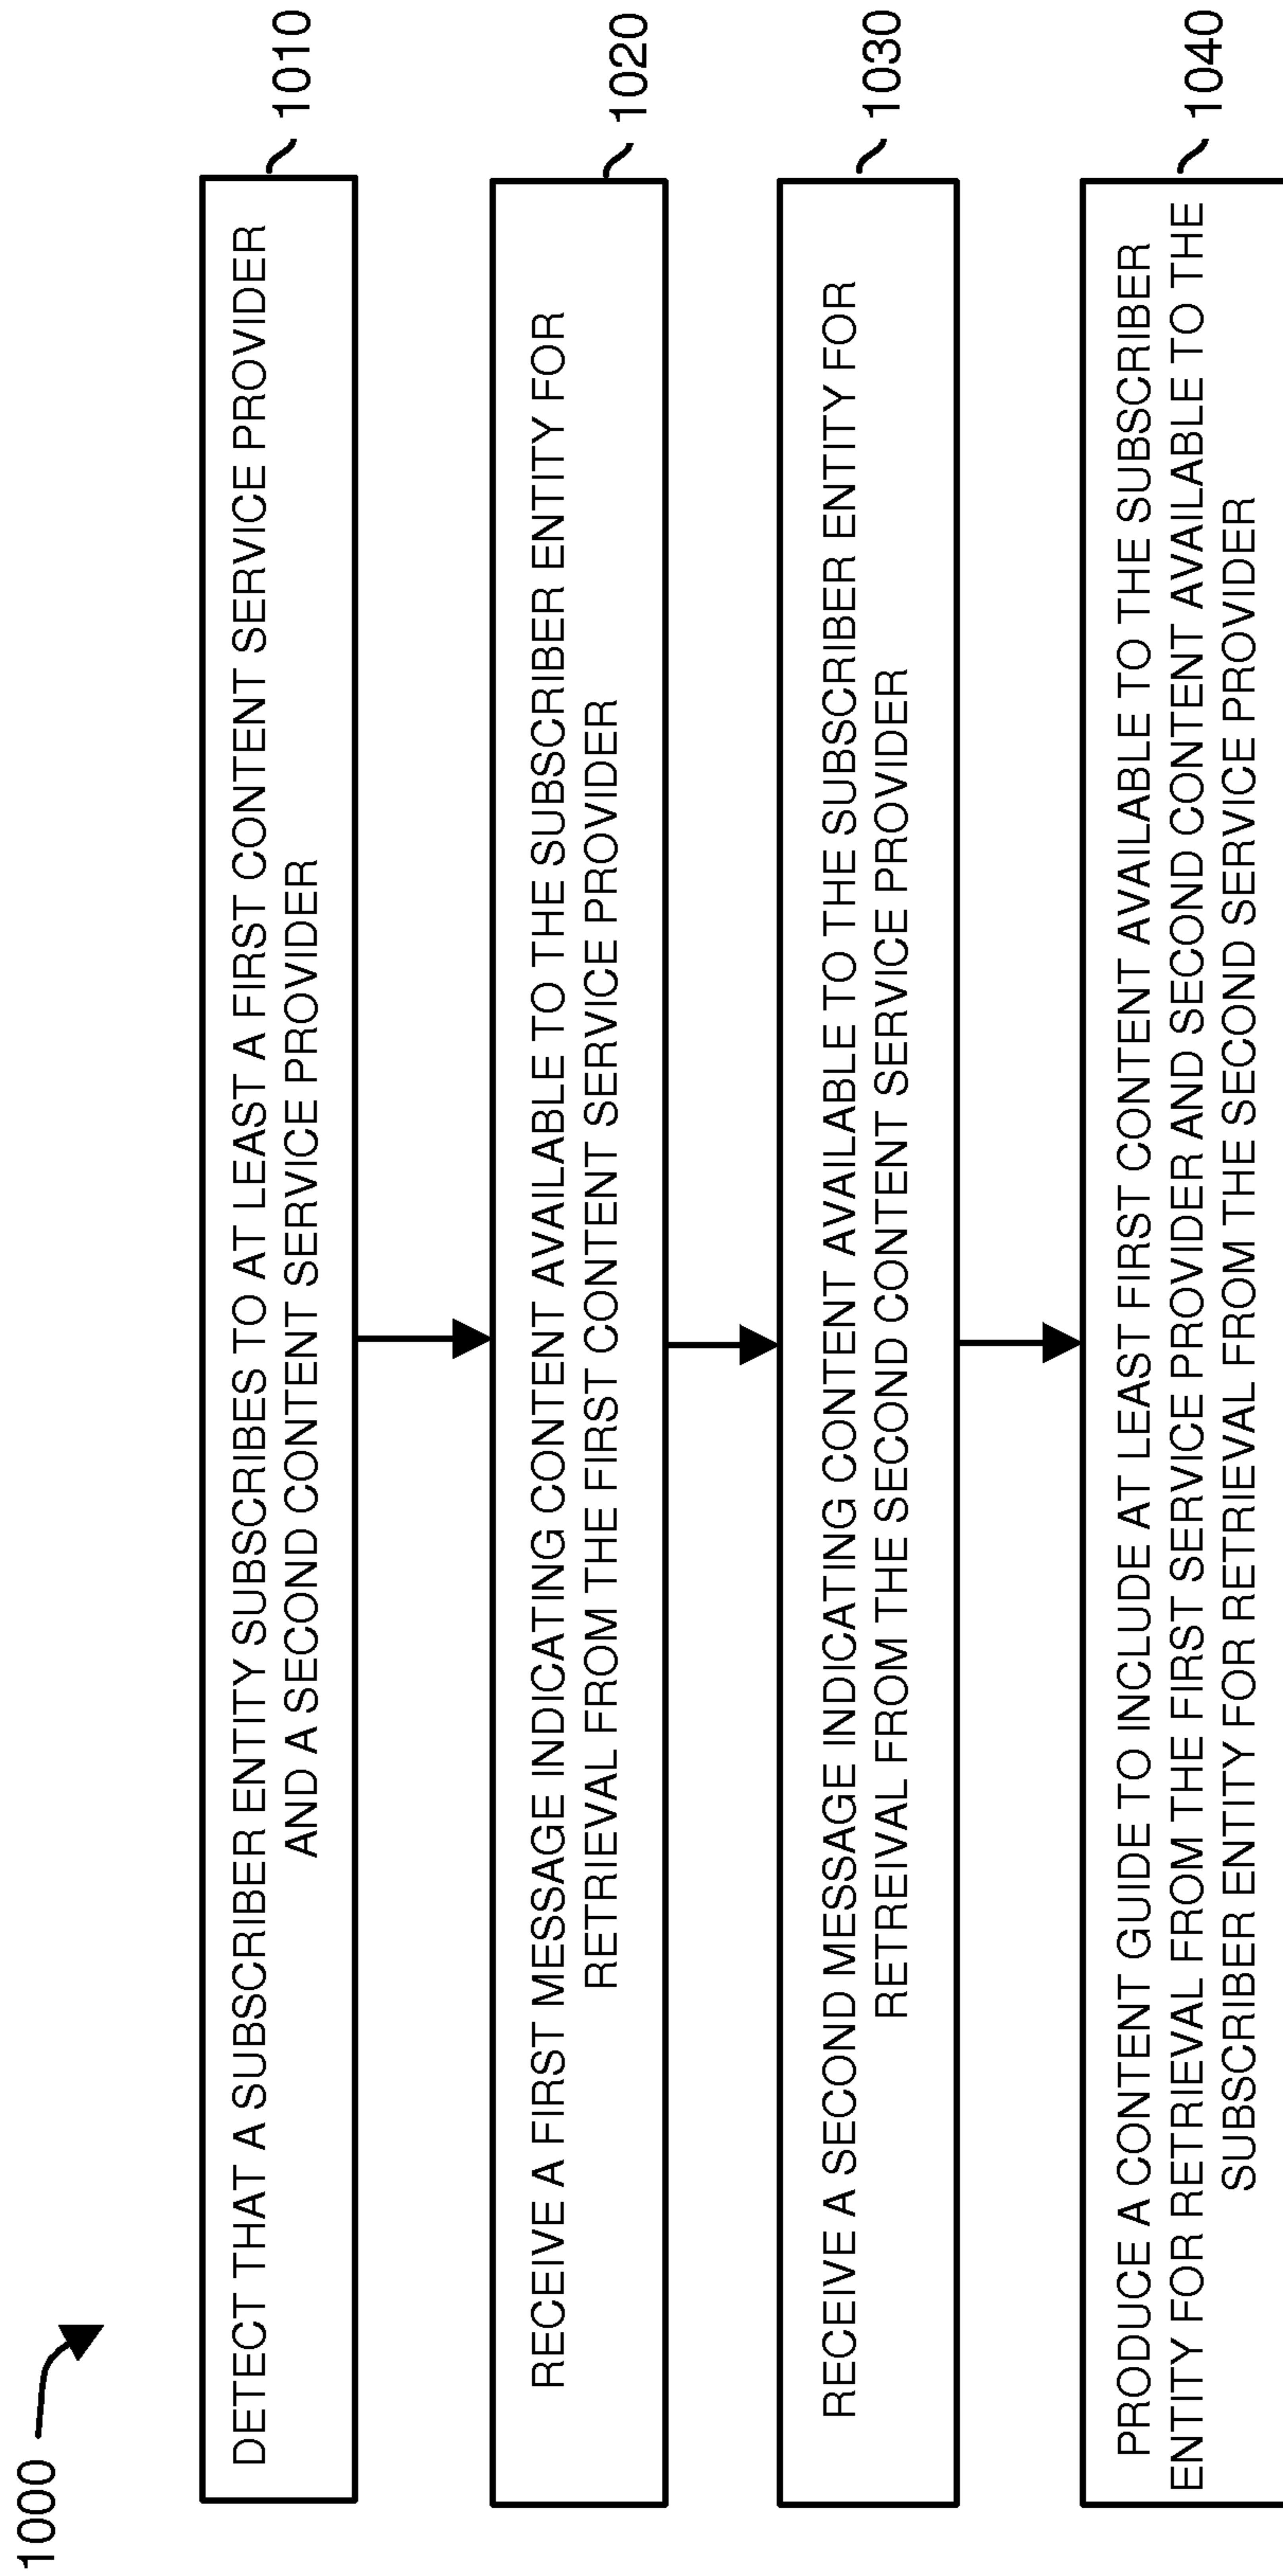 1000
DETECT THAT A SUBSCRIBER ENTITY SUBSCRIBES TO AT LEAST A FIRST CONTENT SERVICE PROVIDER
AND A SECOND CONTENT SERVICE PROVIDER
1010
RECEIVE A FIRST MESSAGE INDICATING CONTENT AVAILABLE TO THE SUBSCRIBER ENTITY FOR
RETRIEVAL FROM THE FIRST CONTENT SERVICE PROVIDER
1020
RECEIVE A SECOND MESSAGE INDICATING CONTENT AVAILABLE TO THE SUBSCRIBER ENTITY FOR
RETREIVAL FROM THE SECOND CONTENT SERVICE PROVIDER
1030
PRODUCE A CONTENT GUIDE TO INCLUDE AT LEAST FIRST CONTENT AVAILABLE TO THE SUBSCRIBER
ENTITY FOR RETRIEVAL FROM THE FIRST SERVICE PROVIDER AND SECOND CONTENT AVAILABLE TO THE
SUBSCRIBER ENTITY FOR RETRIEVAL FROM THE SECOND SERVICE PROVIDER
1040